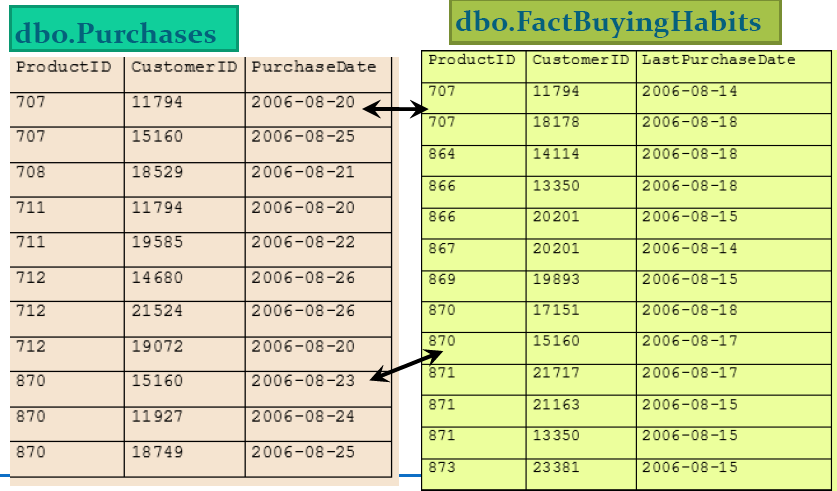 dbo.Purchases
ProductID CustomerID PurchaseDate
707 11794 2006-08-20
707 15160 2006-08-25
708 18529 2006-08-21
711 11794 2006-08-20
711 19585 2006-08-22
712 14680 2006-08-26
712 21524 2006-08-26
712 19072 2006-08-20
870 15160 2006-08-23
870 11927 2006-08-24
870 18749 2006-08-25
dbo.FactBuyingHabits
ProductID CustomerID LastPurchaseDate
707 11794 2006-08-14
707 18178 2006-08-18
864 14114 2006-08-18
866 13350 2006-08-18
866 20201 2006-08-15
867 20201 2006-08-14
869 19893 2006-08-15
870 17151 2006-08-18
870 15160 2006-08-17
871 21717 2006-08-17
871 21163 2006-08-15
871 13350 2006-08-15
873 23381 2006-08-15